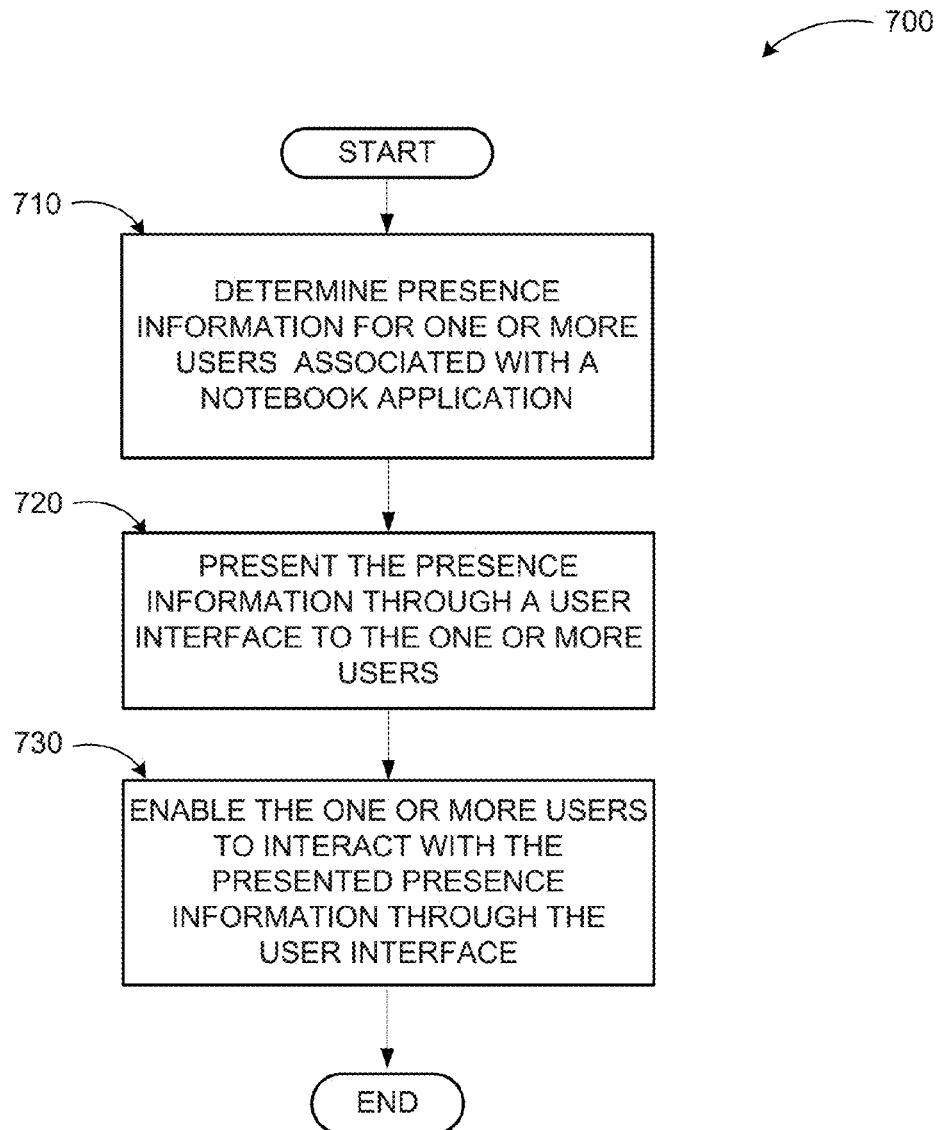 700
START
710
DETERMINE PRESENCE
INFORMATION FOR ONE OR MORE
USERS ASSOCIATED WITH A
NOTEBOOK APPLICATION
720
PRESENT THE PRESENCE
INFORMATION THROUGH A USER
INTERFACE TO THE ONE OR MORE
USERS
730
ENABLE THE ONE OR MORE USERS
TO INTERACT WITH THE
PRESENTED PRESENCE
INFORMATION THROUGH THE
USER INTERFACE
END